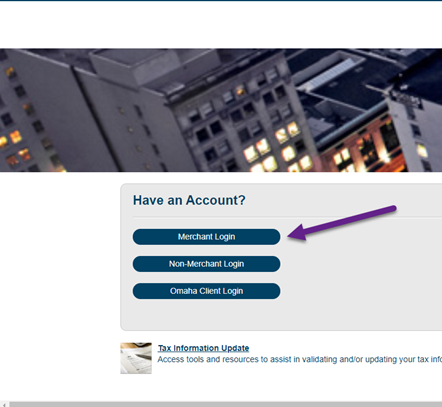 Have an Account?
Merchant Login
Non-Merchant Login
Omaha Client Login
Tax Information Update
Access tools and resources to assist in validating and/or updating your tax